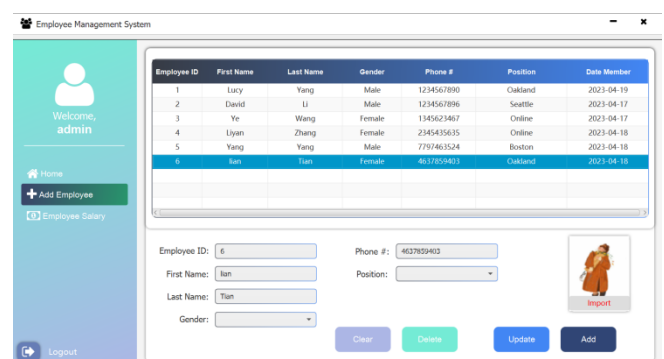 Employee Management System
Welcome,
admin
Home
Add Employee
Employee Salary
Logout
Employee ID First Name Last Name Gender Phone # Position Date Member
1 Lucy Yang Male 1234567890 Oakland 2023-04-19
2 David Li Male 1234567896 Seattle 2023-04-17
3 Ye Wang Female 1345623467 Online 2023-04-17
4 Liyan Zhang Female 2345435635 Online 2023-04-18
5 Yang Yang Male 7797463524 Boston 2023-04-18
6 lian Tian Female 4637859403 Oakland 2023-04-18
Employee ID: 6 Phone #: 4637859403
First Name: lian Position:
Last Name: Tian
Gender:
Import
Clear Delete Update Add